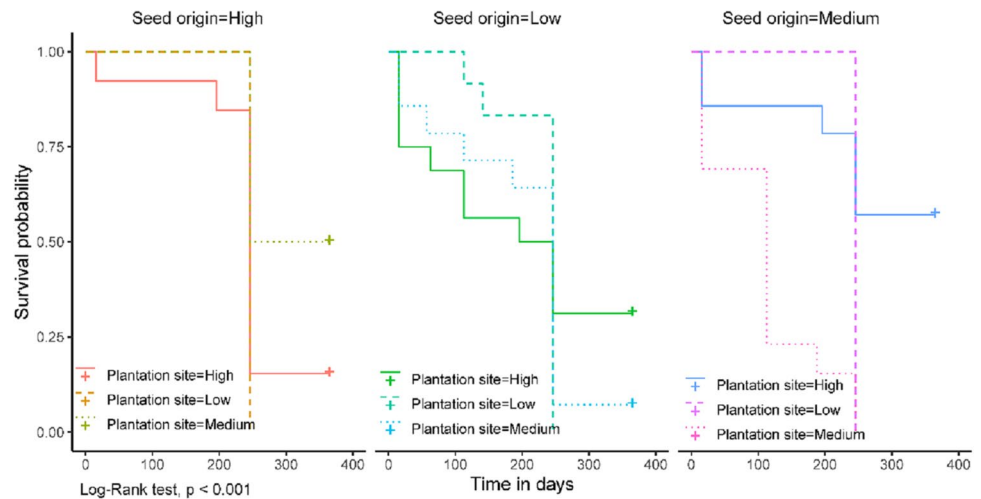 Seed origin=High
Seed origin=Low
Seed origin=Medium
Survival probability
1.00
0.75
0.50
0.25
0.00
Plantation site=High
Plantation site=Low
Plantation site=Medium
Plantation site=High
Plantation site=Low
Plantation site=Medium
Plantation site=High
Plantation site=Low
Plantation site=Medium
0 100 200 300 400
0 100 200 300 400
0 100 200 300 400
Log-Rank test, p < 0.001
Time in days